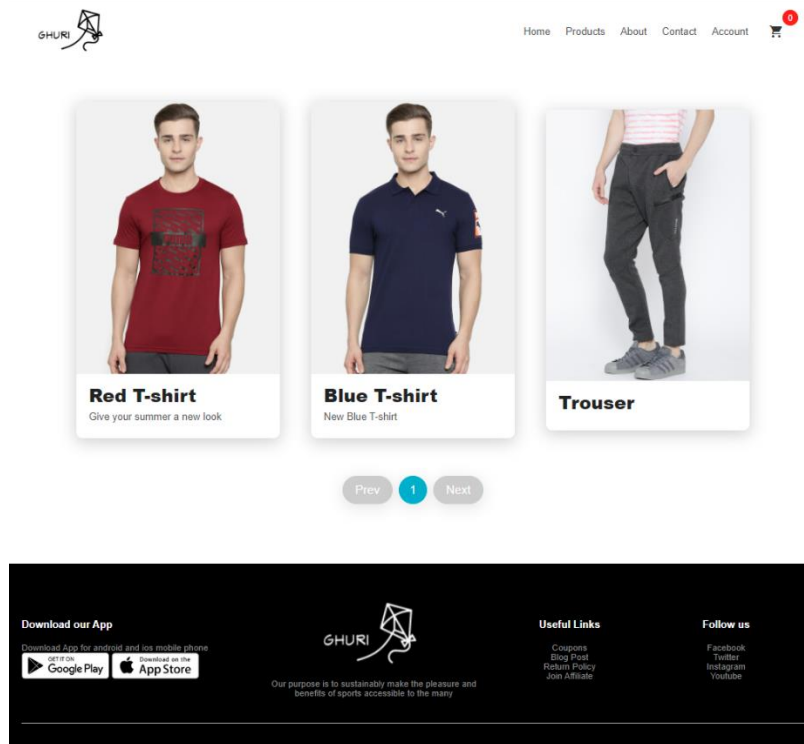 GHURI
Home Products About Contact Account
0
Red T-shirt
Give your summer a new look
Blue T-shirt
New Blue T-shirt
Trouser
Prev 1 Next
Download our App
Download App for android and ios mobile phone
GET IT ON
Google Play
Download on the
App Store
GHURI
Our purpose is to sustainably make the pleasure and
benefits of sports accessible to the many
Useful Links
Coupons
Blog Post
Return Policy
Join Affiliate
Follow us
Facebook
Twitter
Instagram
Youtube